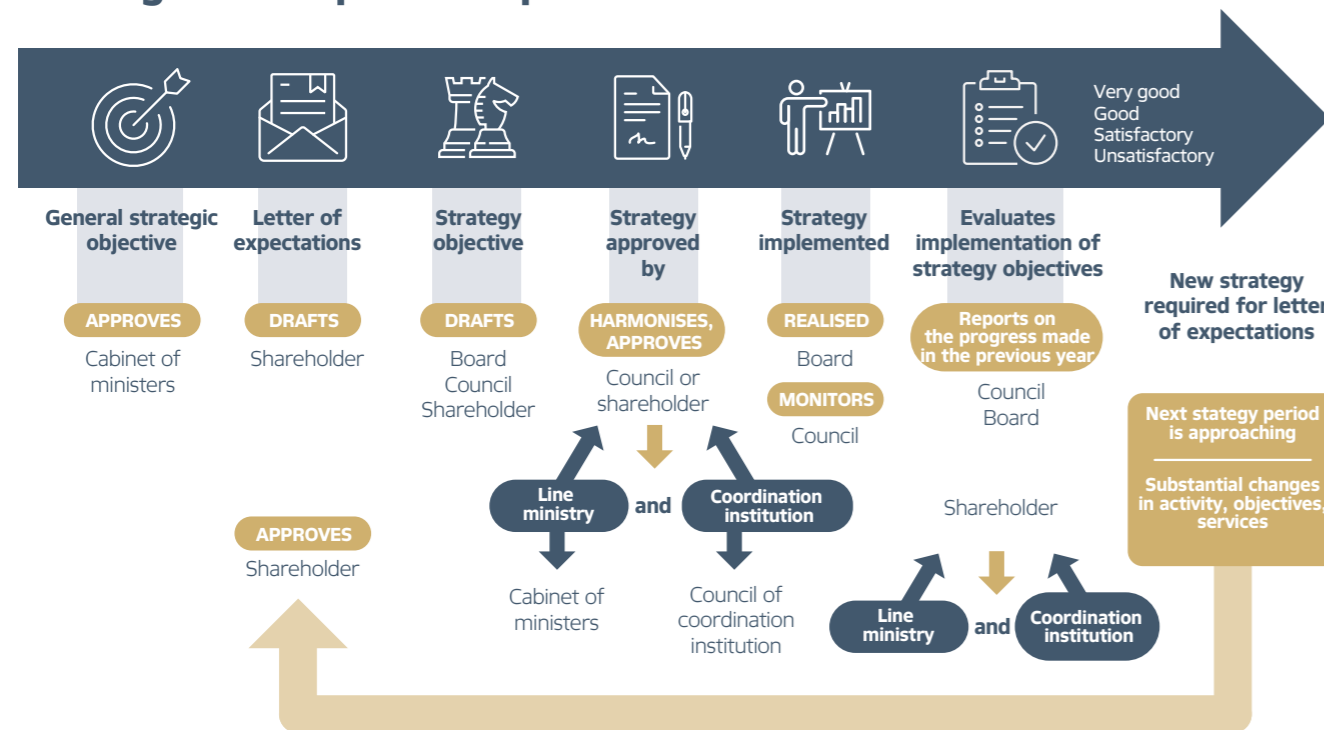 Very good
Good
Satisfactory
Unsatisfactory
General strategic
objective
APPROVES
Cabinet of
ministers
Letter of
expectations
DRAFTS
Shareholder
APPROVES
Shareholder
Strategy
objective
DRAFTS
Board
Council
Shareholder
Strategy
approved
by
HARMONISES,
APPROVES
Council or
shareholder
Line
ministry
and
Coordination
institution
Cabinet of
ministers
Council of
coordination
institution
Strategy
implemented
REALISED
Board
MONITORS
Council
Evaluates
implementation of
strategy objectives
Reports on
the progress made
in the previous year
Council
Board
Shareholder
Line
ministry
and
Coordination
institution
New strategy
required for letter
of expectations
Next stategy period
is approaching
Substantial changes
in activity, objectives,
services